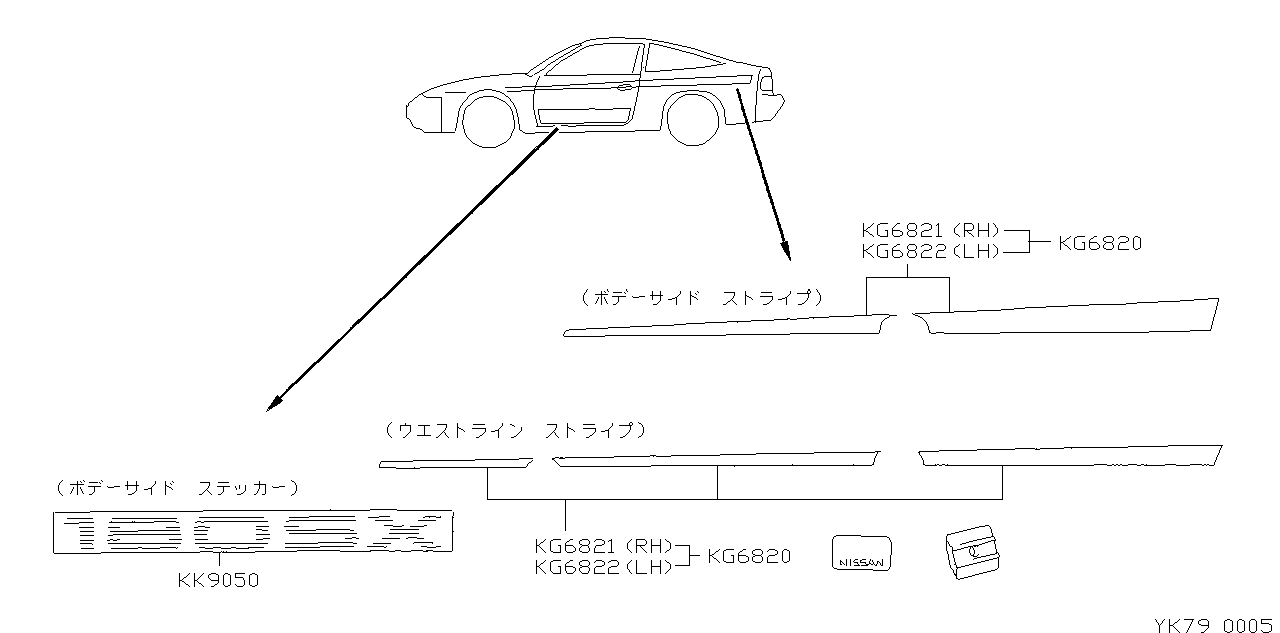 KG6821 (RH)
KG6822 (LH)
KG6820
(ボデーサイド ストライプ)
(ウエストライン ストライプ)
(ボデーサイド ステッカー)
180SX
KK9050
KG6821 (RH)
KG6822 (LH)
KG6820
NISSAN
YK79 0005